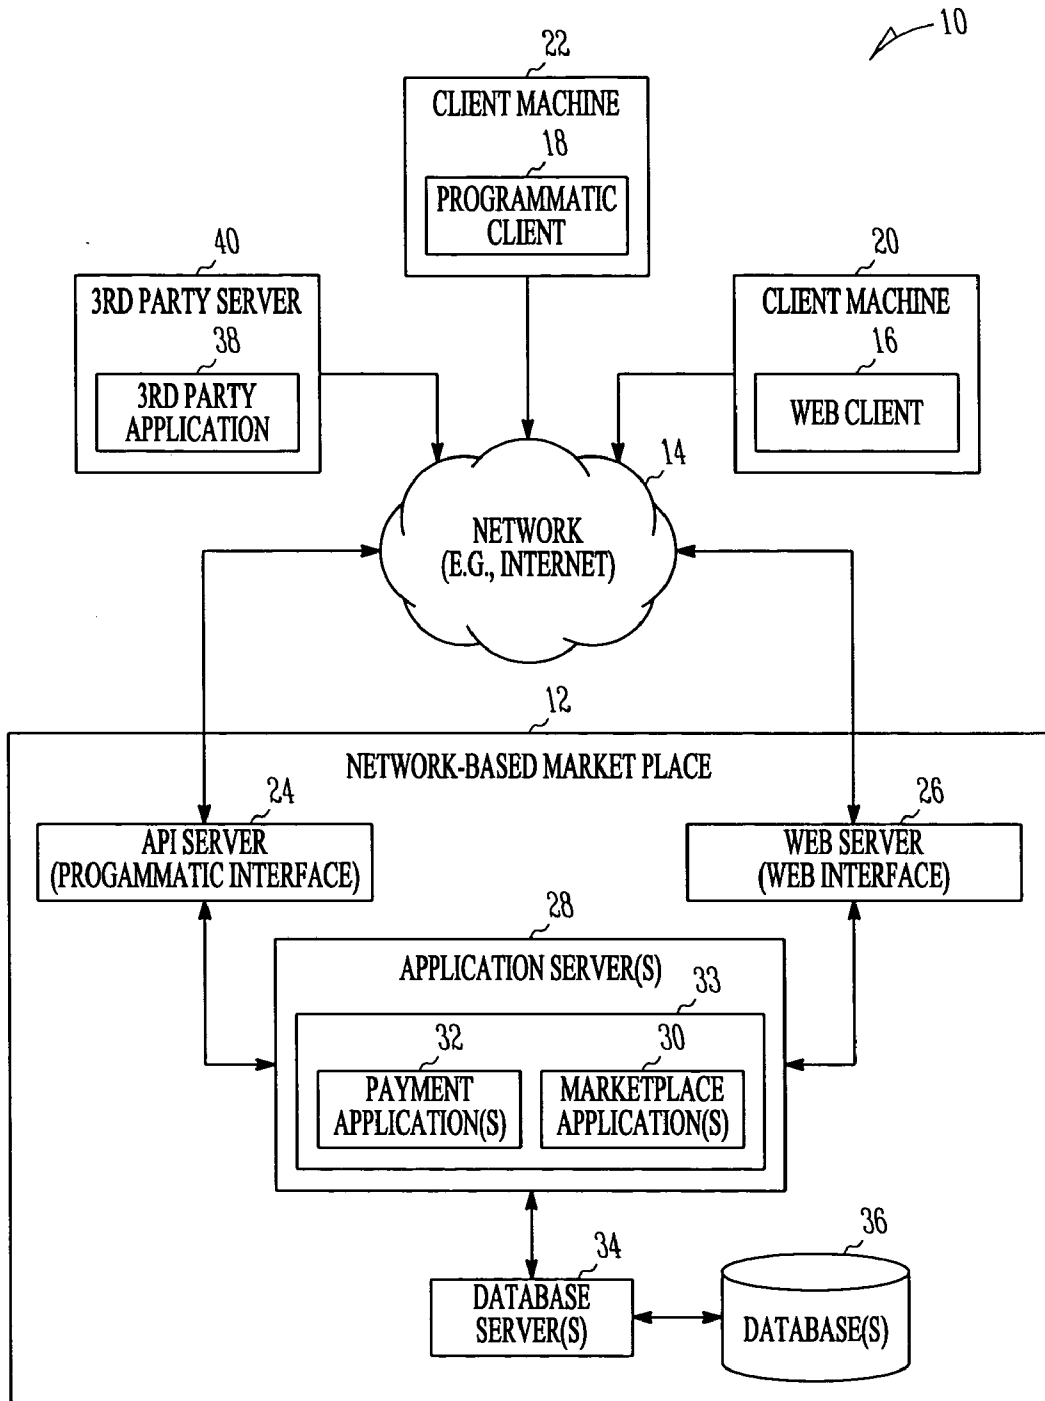 10
22
CLIENT MACHINE
18
PROGRAMMATIC
CLIENT
40
3RD PARTY SERVER
38
3RD PARTY
APPLICATION
20
CLIENT MACHINE
16
WEB CLIENT
14
NETWORK
(E.G., INTERNET)
12
NETWORK-BASED MARKET PLACE
24
API SERVER
(PROGAMMATIC INTERFACE)
26
WEB SERVER
(WEB INTERFACE)
28
APPLICATION SERVER(S)
33
32
PAYMENT
APPLICATION(S)
30
MARKETPLACE
APPLICATION(S)
34
DATABASE
SERVER(S)
36
DATABASE(S)